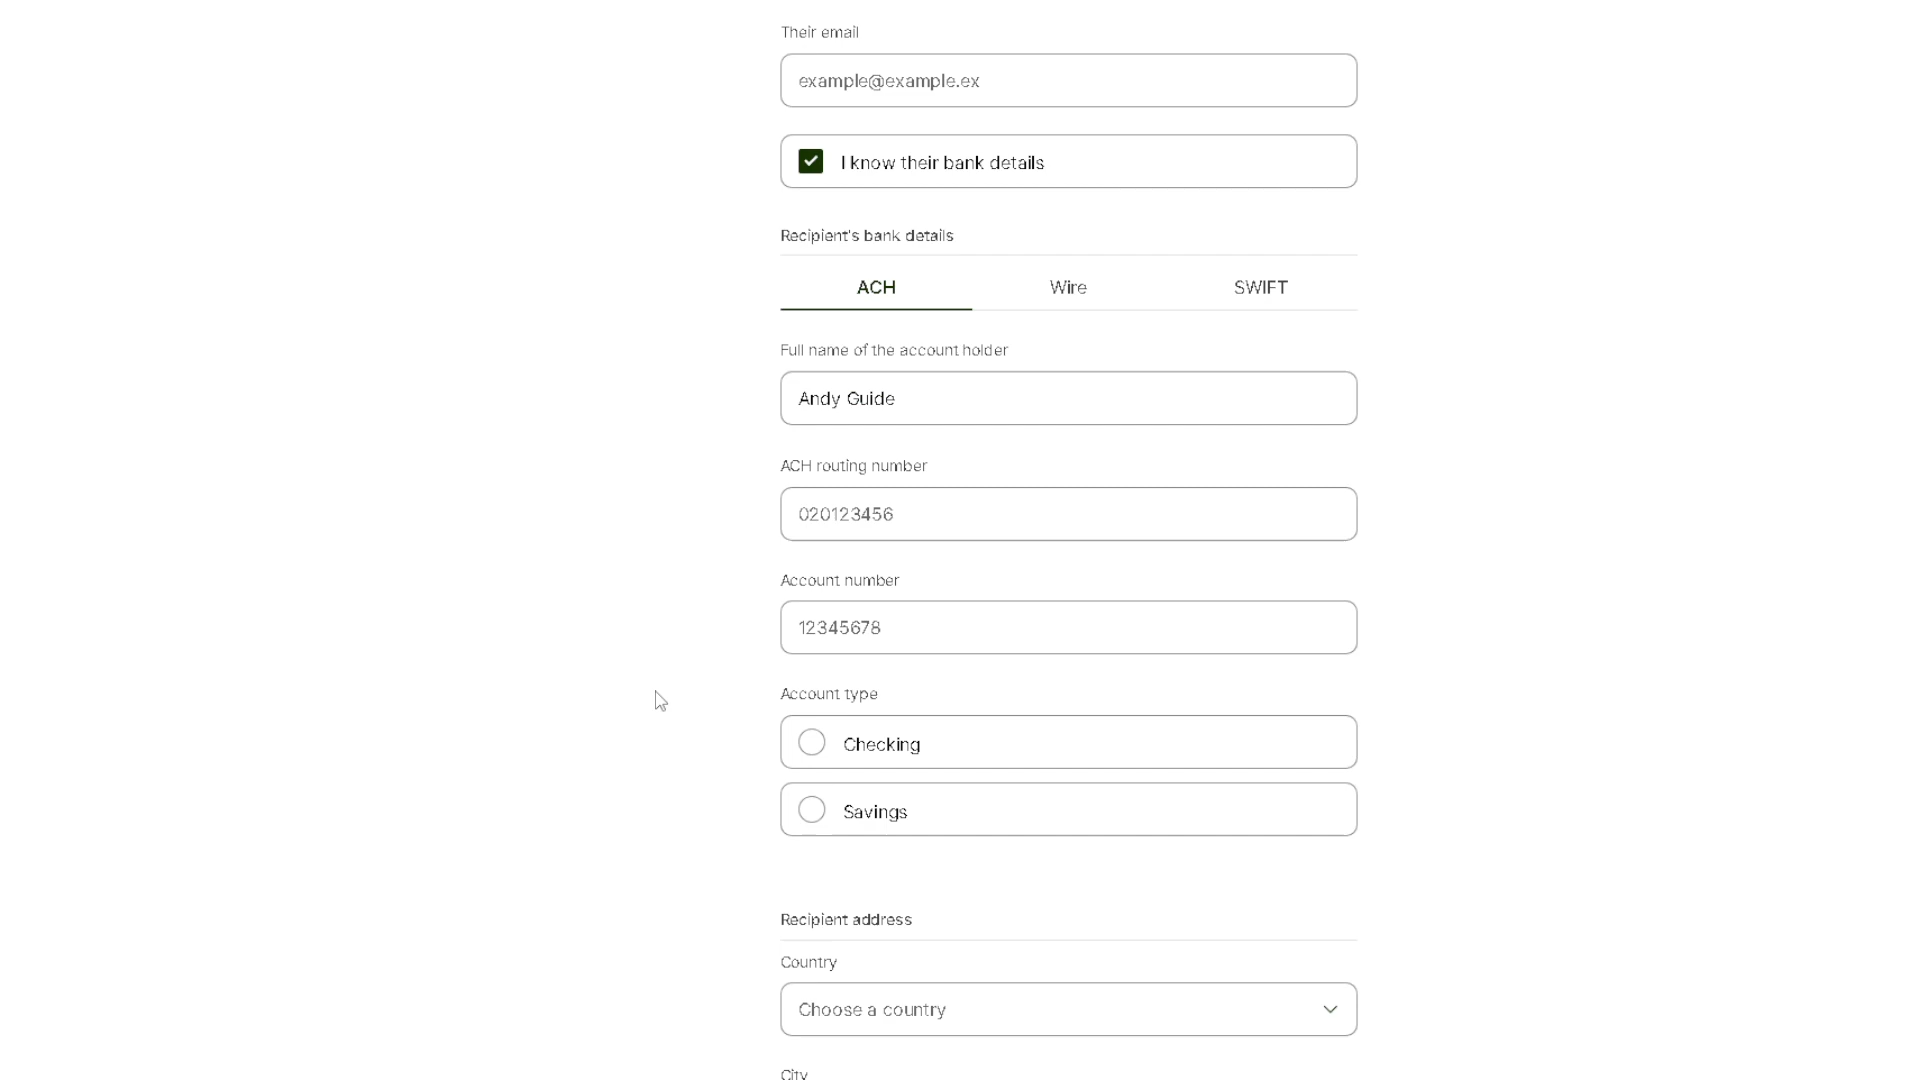 Their email
example@example.ex
I know their bank details
Recipient's bank details
ACH Wire SWIFT
Full name of the account holder
Andy Guide
ACH routing number
020123456
Account number
12345678
Account type
Checking
Savings
Recipient address
Country
Choose a country
City